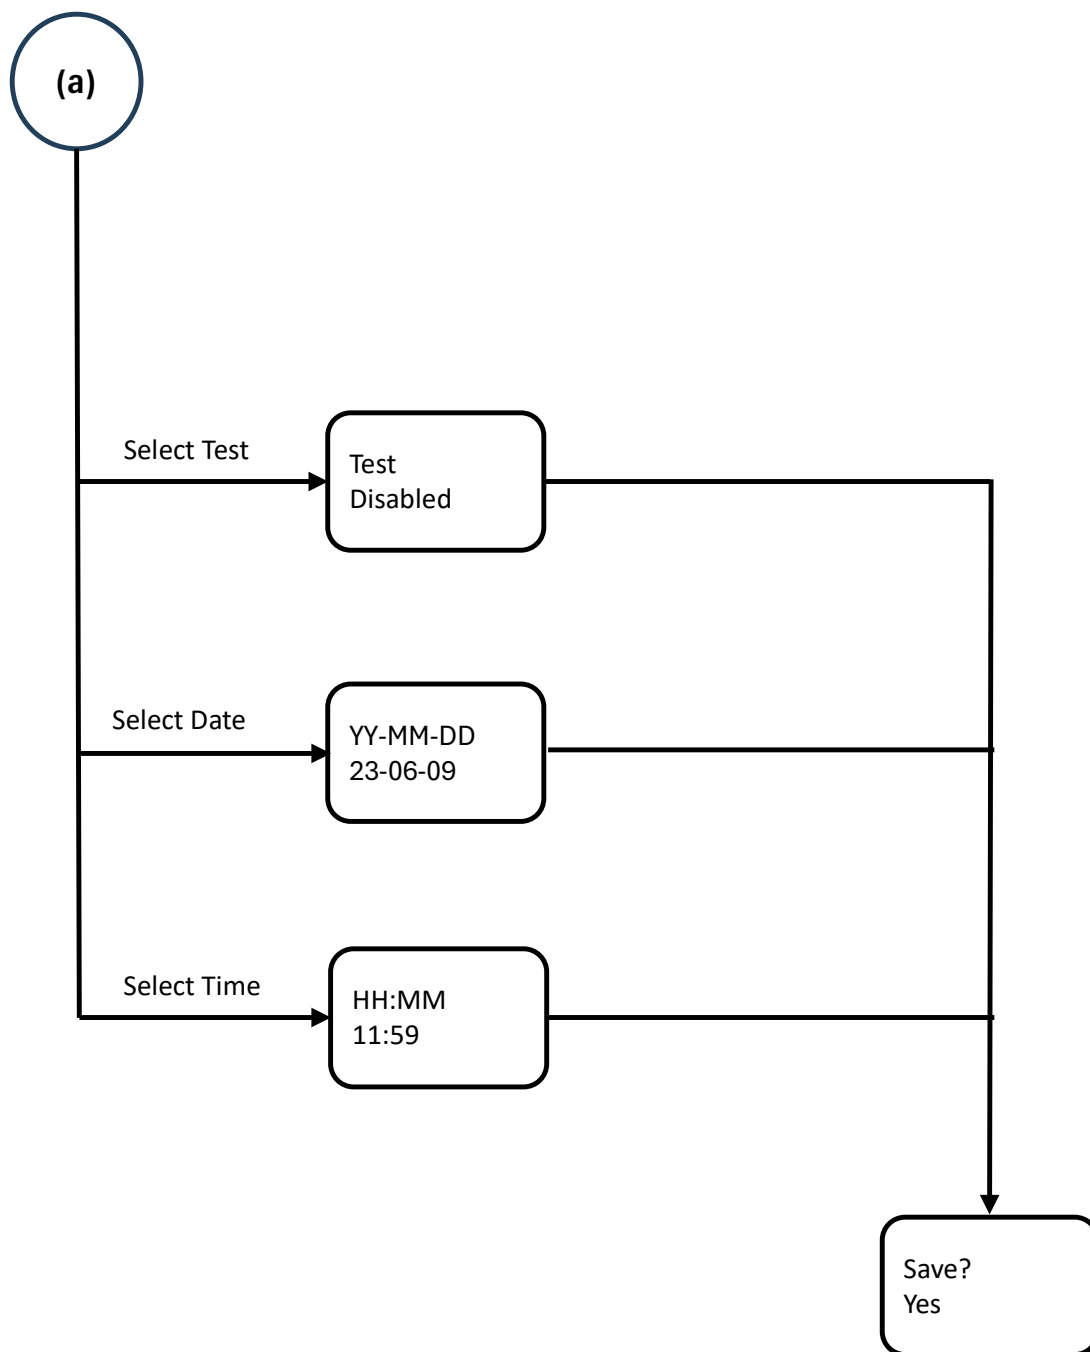 (a)
Select Test
Test
Disabled
Select Date
YY-MM-DD
23-06-09
Select Time
HH:MM
11:59
Save?
Yes